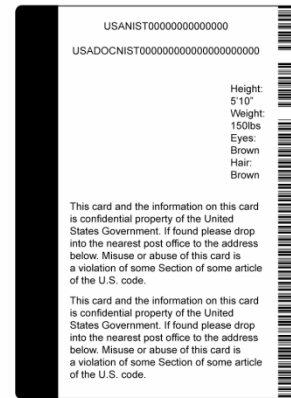 USANIST00000000000000
USADOCNIST000000000000000000000
Height:
5'10"
Weight:
150lbs
Eyes:
Brown
Hair:
Brown
This card and the information on this card
is confidential property of the United
States Government. If found please drop
into the nearest post office to the address
below. Misuse or abuse of this card is
a violation of some Section of some article
of the U.S. code.
This card and the information on this card
is confidential property of the United
States Government. If found please drop
into the nearest post office to the address
below. Misuse or abuse of this card is
a violation of some Section of some article
of the U.S. code.